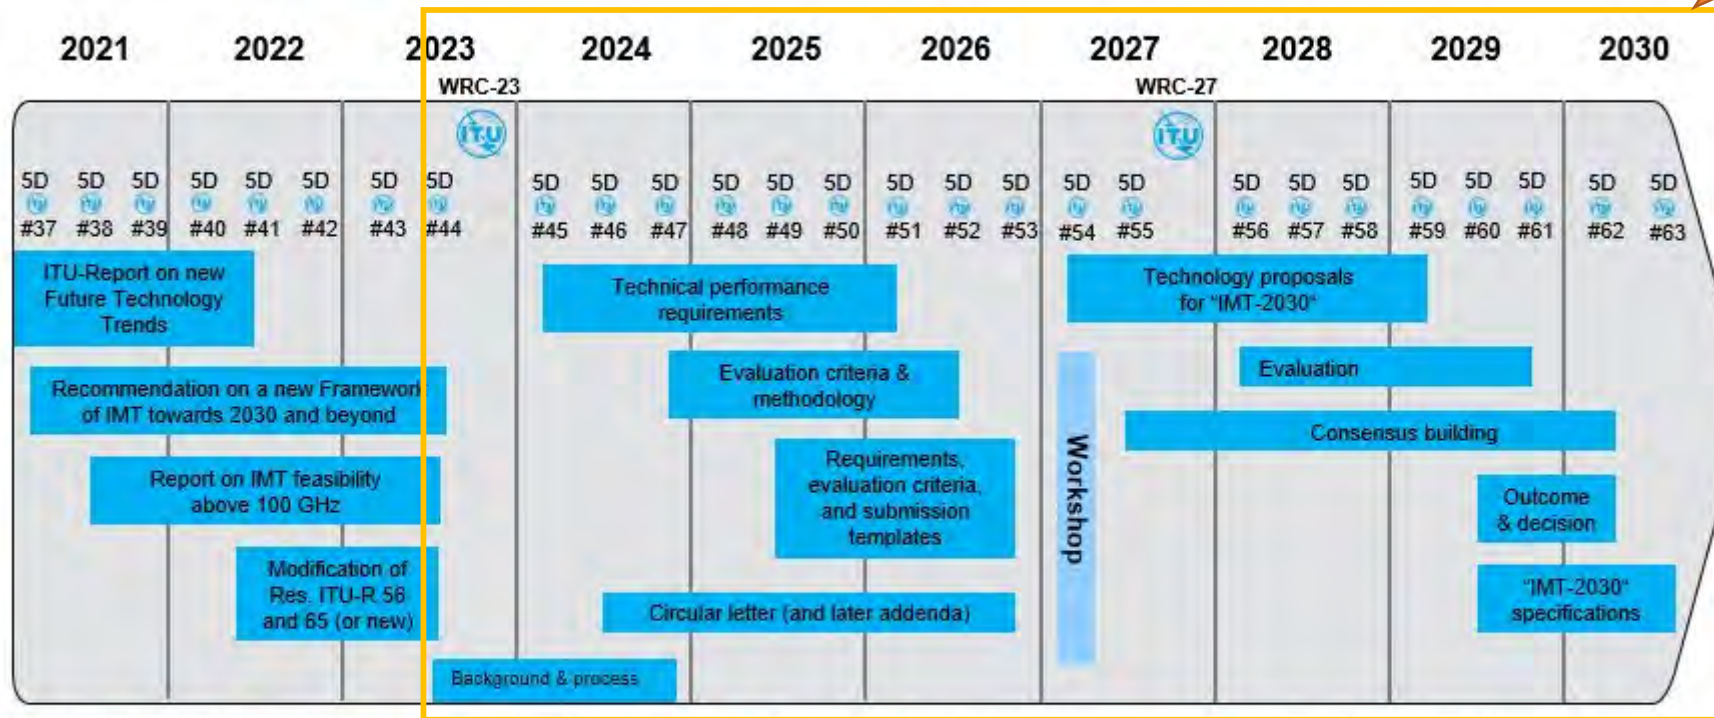 2021 2022 2023 2024 2025 2026 2027 2028 2029 2030
WRC-23 WRC-27
ITU ITU
5D 5D 5D 5D 5D 5D 5D 5D 5D 5D 5D 5D 5D 5D 5D 5D 5D 5D 5D 5D 5D 5D 5D 5D 5D 5D 5D
#37 #38 #39 #40 #41 #42 #43 #44 #45 #46 #47 #48 #49 #50 #51 #52 #53 #54 #55 #56 #57 #58 #59 #60 #61 #62 #63
ITU-Report on new
Future Technology
Trends
Technical performance
requirements
Technology proposals
for "IMT-2030"
Recommendation on a new Framework
of IMT towards 2030 and beyond
Evaluation criteria &
methodology
Evaluation
Consensus building
Report on IMT feasibility
above 100 GHz
Requirements,
evaluation criteria,
and submission
templates
Workshop
Outcome
& decision
Modification of
Res. ITU-R 56
and 65 (or new)
Circular letter (and later addenda)
"IMT-2030"
specifications
Background & process